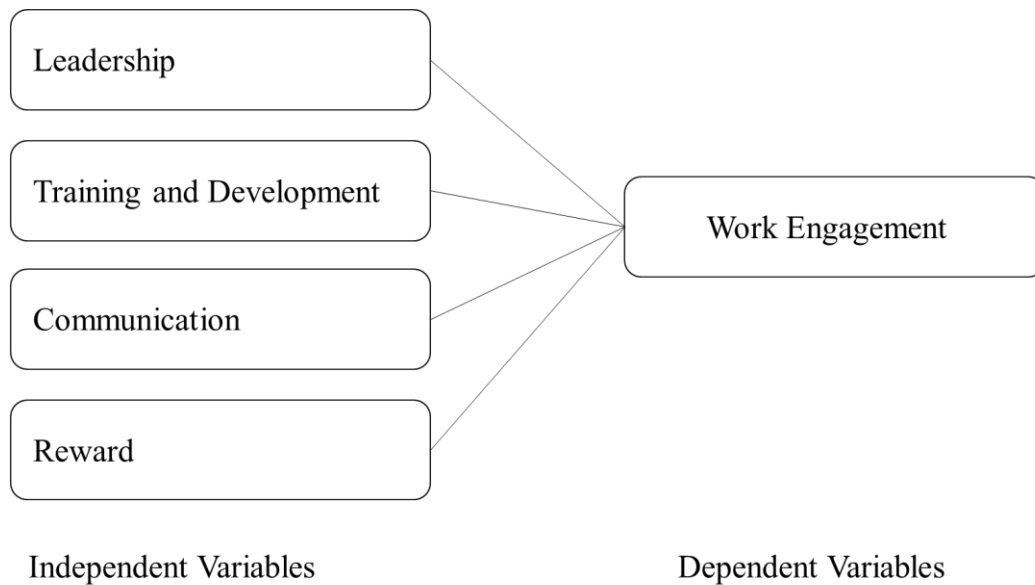 Leadership
Training and Development
Work Engagement
Communication
Reward
Independent Variables
Dependent Variables